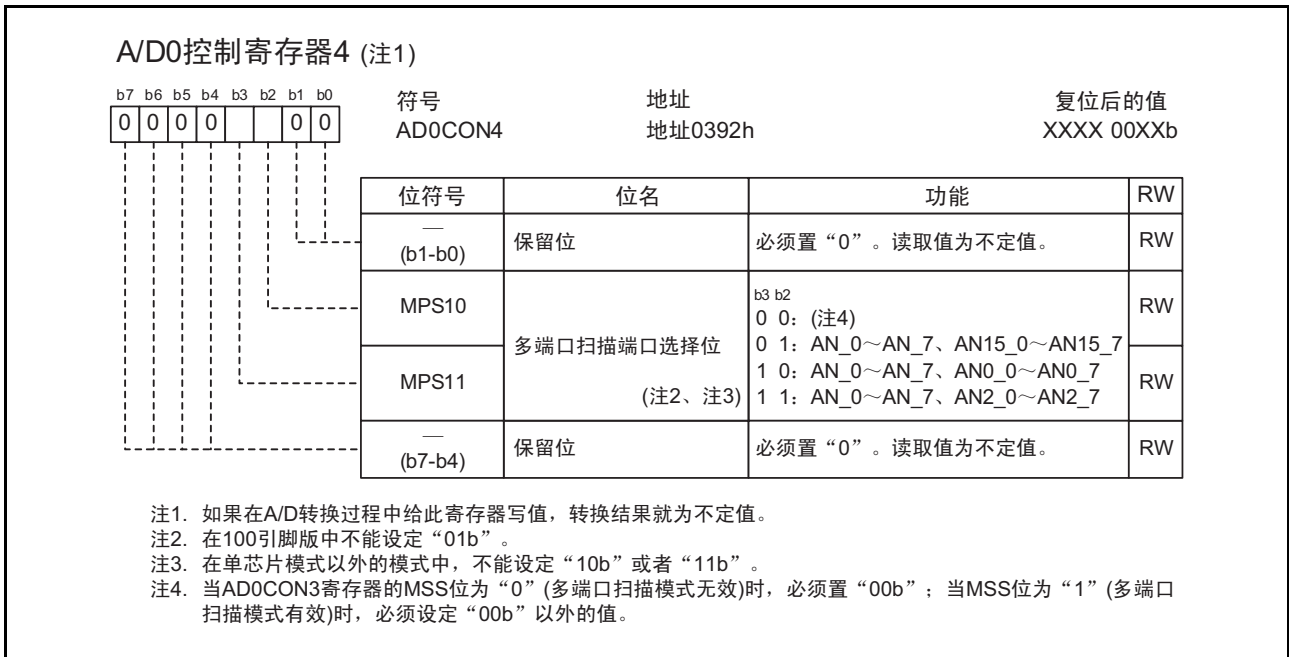 A/D0控制寄存器4 (注1)
b7 b6 b5 b4 b3 b2 b1 b0
0 0 0 0 0 0
符号 地址 复位后的值
AD0CON4 地址0392h XXXX 00XXb
位符号 位名 功能 RW
—
(b1-b0) 保留位 必须置“0”。读取值为不定值。 RW
MPS10 RW
多端口扫描端口选择位
(注2、注3)
b3 b2
0 0：(注4)
0 1：AN_0～AN_7、AN15_0～AN15_7
1 0：AN_0～AN_7、AN0_0～AN0_7
1 1：AN_0～AN_7、AN2_0～AN2_7
MPS11 RW
—
(b7-b4) 保留位 必须置“0”。读取值为不定值。 RW
注1. 如果在A/D转换过程中给此寄存器写值，转换结果就为不定值。
注2. 在100引脚版中不能设定“01b”。
注3. 在单芯片模式以外的模式中，不能设定“10b”或者“11b”。
注4. 当AD0CON3寄存器的MSS位为“0”(多端口扫描模式无效)时，必须置“00b”；当MSS位为“1”(多端口
扫描模式有效)时，必须设定“00b”以外的值。